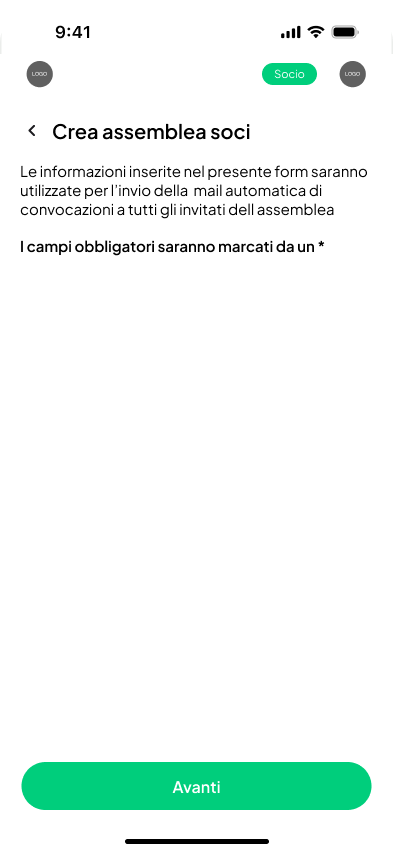 9:41
LOGO
Socio
LOGO
Crea assemblea soci
Le informazioni inserite nel presente form saranno
utilizzate per l'invio della  mail automatica di
convocazioni a tutti gli invitati dell assemblea
I campi obbligatori saranno marcati da un *
Avanti